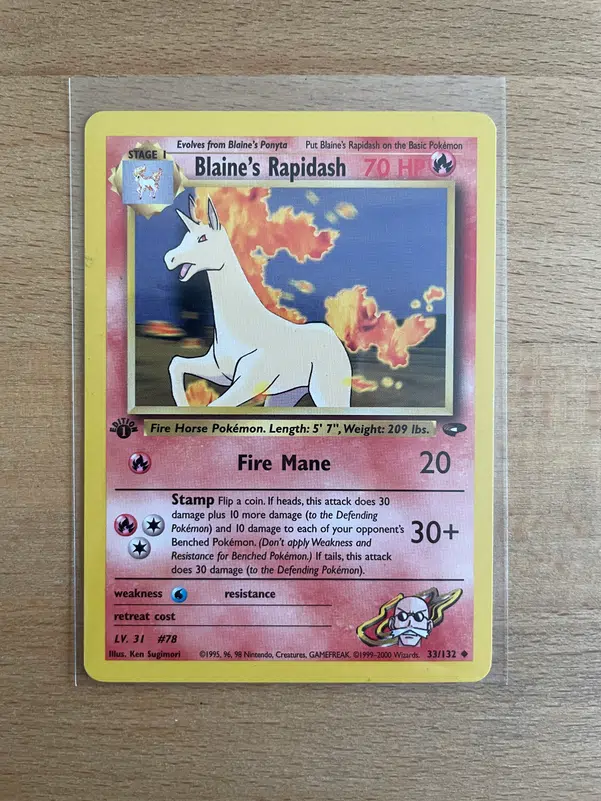 Evolves from Blaine's Ponyta Put Blaine's Rapidash on the Basic Pokémon
STAGE 1
Blaine's Rapidash 70 HP
EDITION
1
Fire Horse Pokémon. Length: 5' 7", Weight: 209 lbs.
Fire Mane 20
Stamp Flip a coin. If heads, this attack does 30
damage plus 10 more damage (to the Defending
Pokémon) and 10 damage to each of your opponent's
Benched Pokémon. (Don't apply Weakness and
Resistance for Benched Pokémon.) If tails, this attack
does 30 damage (to the Defending Pokémon).
30+
weakness resistance
retreat cost
LV. 31 #78
Illus. Ken Sugimori ©1995, 96, 98 Nintendo, Creatures, GAMEFREAK. ©1999-2000 Wizards. 33/132